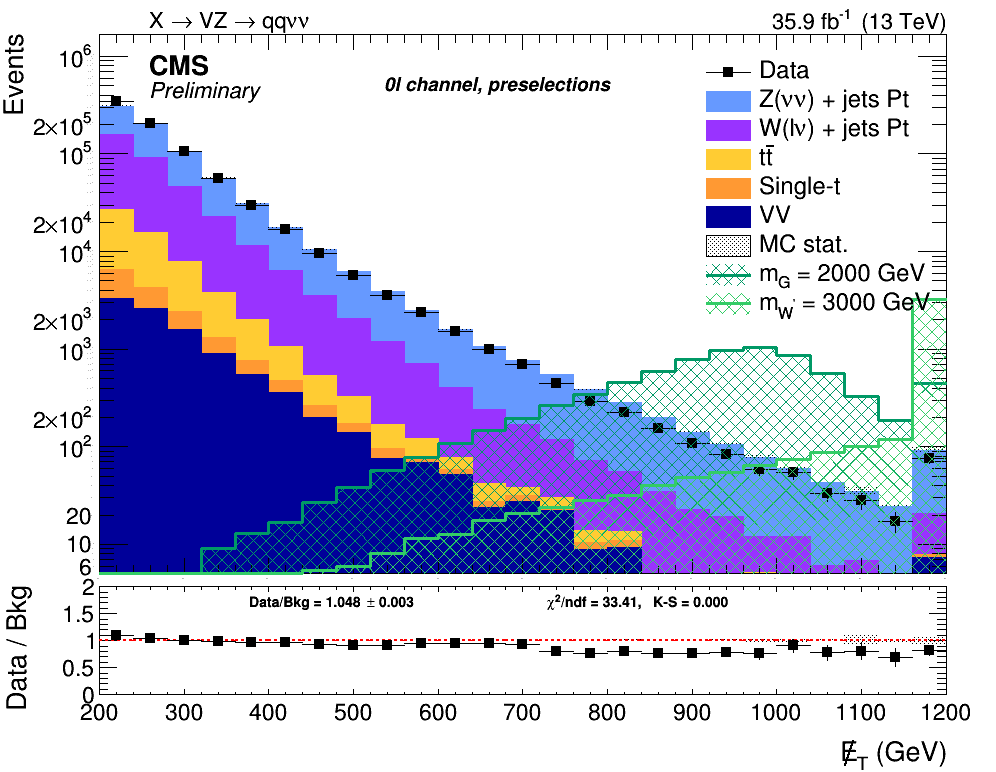 X → VZ → qqνν 35.9 fb⁻¹ (13 TeV)
Events
CMS
Preliminary
0l channel, preselections
Data
Z(νν) + jets Pt
W(lν) + jets Pt
tt̄
Single-t
VV
MC stat.
m_G = 2000 GeV
m_W' = 3000 GeV
10⁶
2×10⁵
10⁵
2×10⁴
10⁴
2×10³
10³
2×10²
10²
20
10
6
Data/Bkg = 1.048 ± 0.003 χ²/ndf = 33.41, K-S = 0.000
Data / Bkg
2
1.5
1
0.5
0
200 300 400 500 600 700 800 900 1000 1100 1200
E̸_T (GeV)